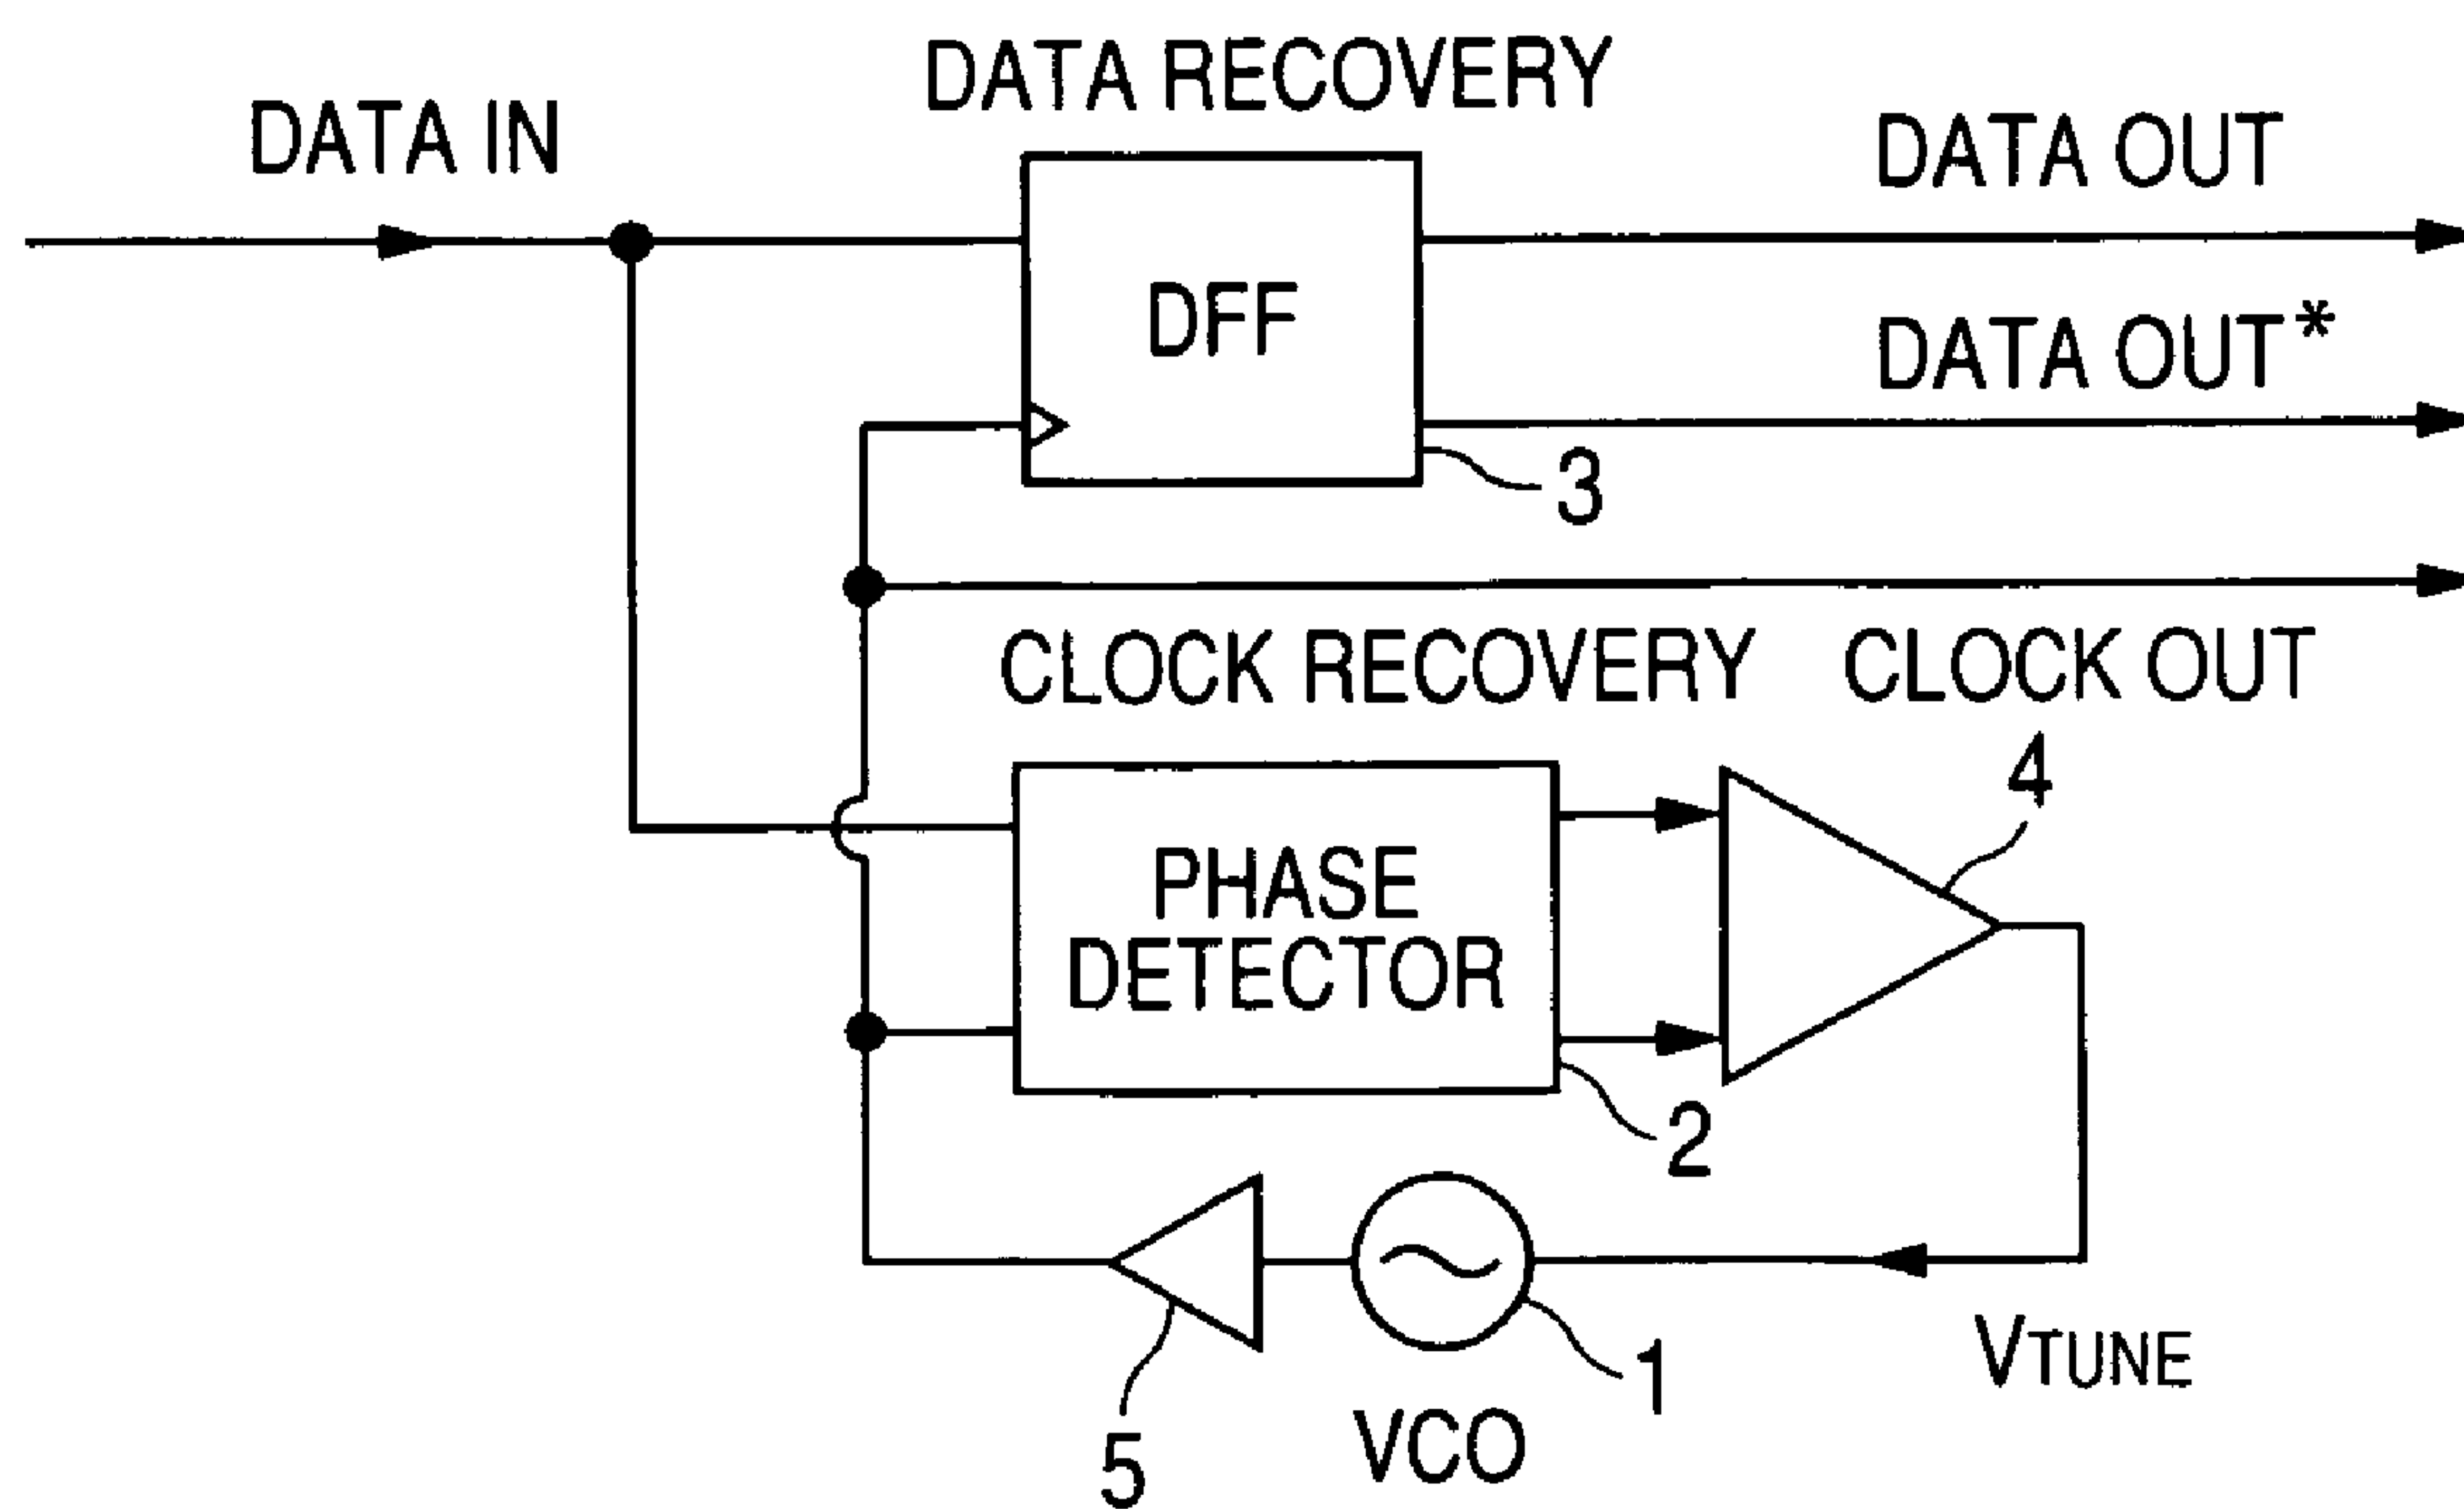 DATA RECOVERY
DATA IN
DATA OUT
DFF
DATA OUT*
3
CLOCK RECOVERY
CLOCK OUT
4
PHASE
DETECTOR
2
1
VTUNE
VCO
5